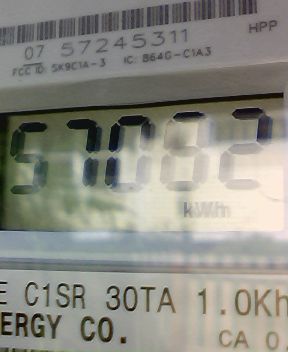 07 57245311
HPP
FCC ID: SK9C1A-3 IC: 864G-C1A3
57082
kWh
E C1SR 30TA 1.0Kh
ERGY CO.
CA 0.